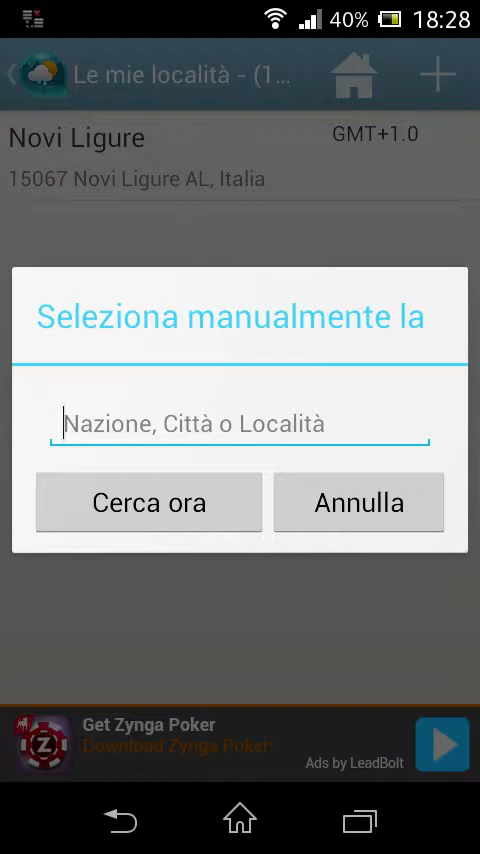 40% 18:28
Le mie località - (1...
Novi Ligure GMT+1.0
15067 Novi Ligure AL, Italia
Seleziona manualmente la
Nazione, Città o Località
Cerca ora Annulla
Get Zynga Poker
Download Zynga Poker!
Z
Ads by LeadBolt